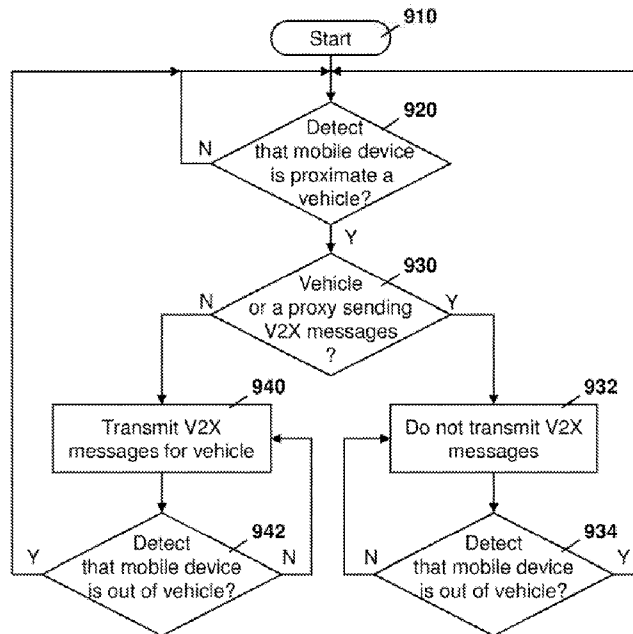 910
Start
920
Detect
that mobile device
is proximate a
vehicle?
N
Y
930
Vehicle
or a proxy sending
V2X messages
?
N
Y
940
Transmit V2X
messages for vehicle
932
Do not transmit V2X
messages
942
Detect
that mobile device
is out of vehicle?
Y
N
934
Detect
that mobile device
is out of vehicle?
N
Y